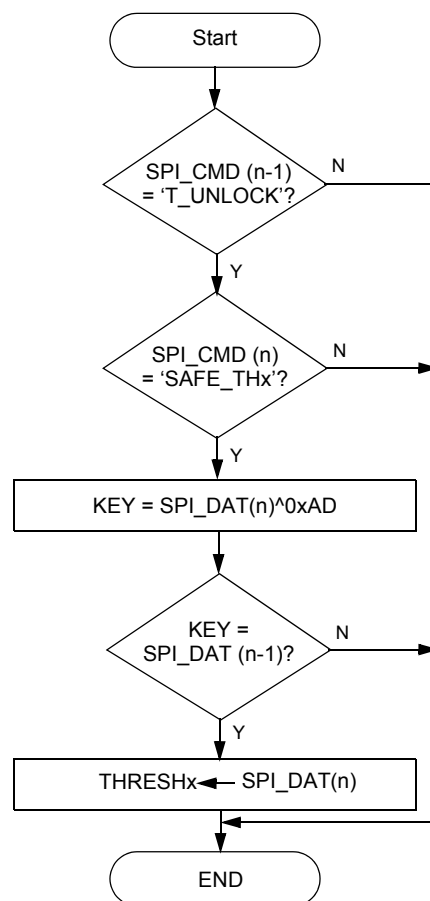 Start
SPI_CMD (n-1)
= ‘T_UNLOCK’?
N
Y
SPI_CMD (n)
= ‘SAFE_THx’?
N
Y
KEY = SPI_DAT(n)^0xAD
KEY =
SPI_DAT (n-1)?
N
Y
THRESHx SPI_DAT(n)
END